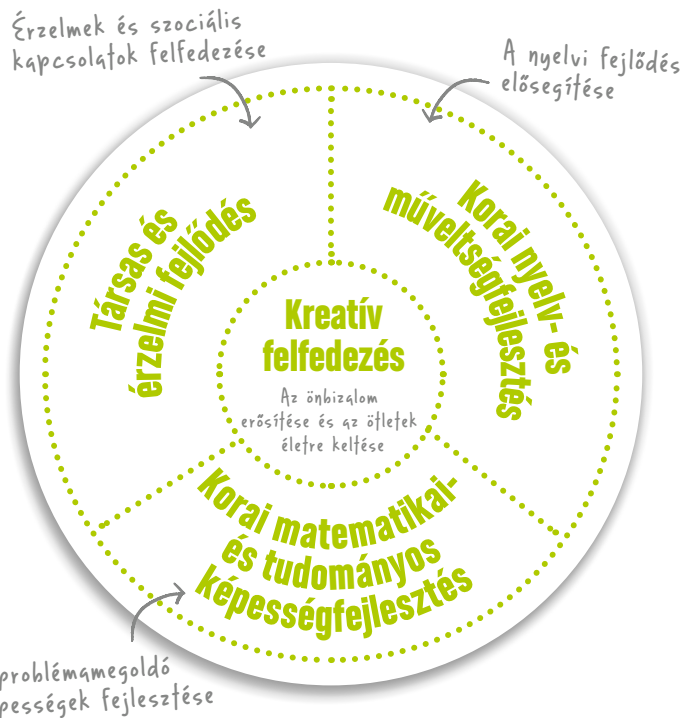 Érzelmek és szociális
kapcsolatok felfedezése
A nyelvi fejlődés
elősegítése
Társas és
érzelmi fejlődés
Korai nyelv- és
műveltségfejlesztés
Kreatív
felfedezés
Az önbizalom
erősítése és az ötletek
életre keltése
Korai matematikai-
és tudományos
képességfejlesztés
problémamegoldó
pességek fejlesztése